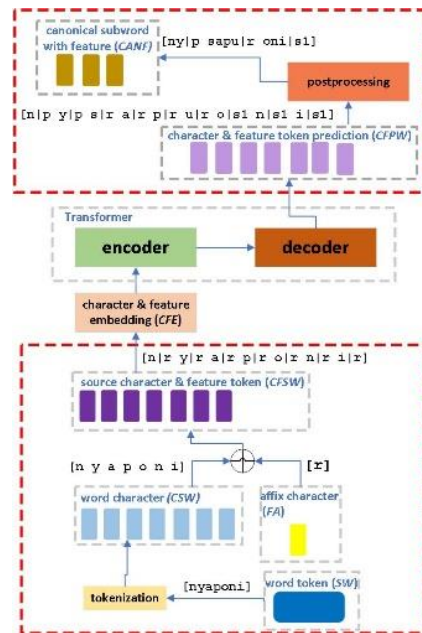 canonical subword
with feature (CANF)
[ny|p sapu|r oni|s1]
postprocessing
[n|p y|p s|r a|r p|r u|r o|s1 n|s1 i|s1]
character & feature token prediction (CFPW)
Transformer
encoder
decoder
character & feature
embedding (CFE)
[n|r y|r a|r p|r o|r n|r i|r]
source character & feature token (CFSW)
[n y a p o n i]
[r]
word character (CSW)
affix character
(FA)
[nyaponi]
tokenization
word token (SW)